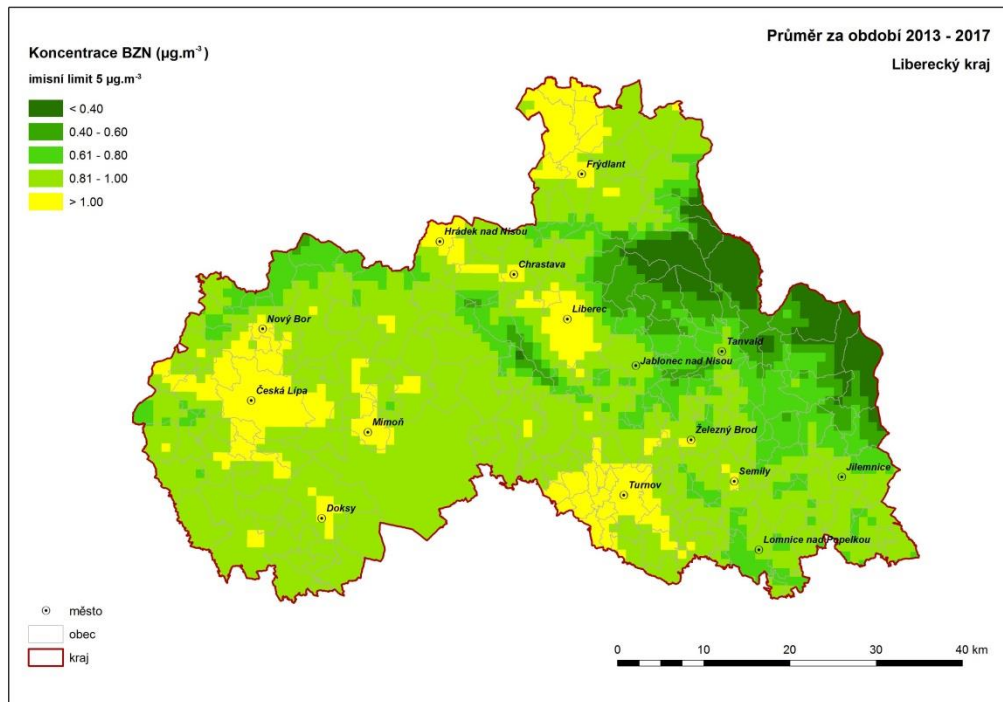 Průměr za období 2013 - 2017
Liberecký kraj
Koncentrace BZN (µg.m⁻³)
imisní limit 5 µg.m⁻³
< 0.40
0.40 - 0.60
0.61 - 0.80
0.81 - 1.00
> 1.00
Frýdlant
Hrádek nad Nisou
Chrastava
Liberec
Nový Bor
Tanvald
Jablonec nad Nisou
Česká Lípa
Mimoň
Železný Brod
Semily
Jilemnice
Turnov
Doksy
Lomnice nad Popelkou
město
obec
kraj
0 5 10 20 30 40 km